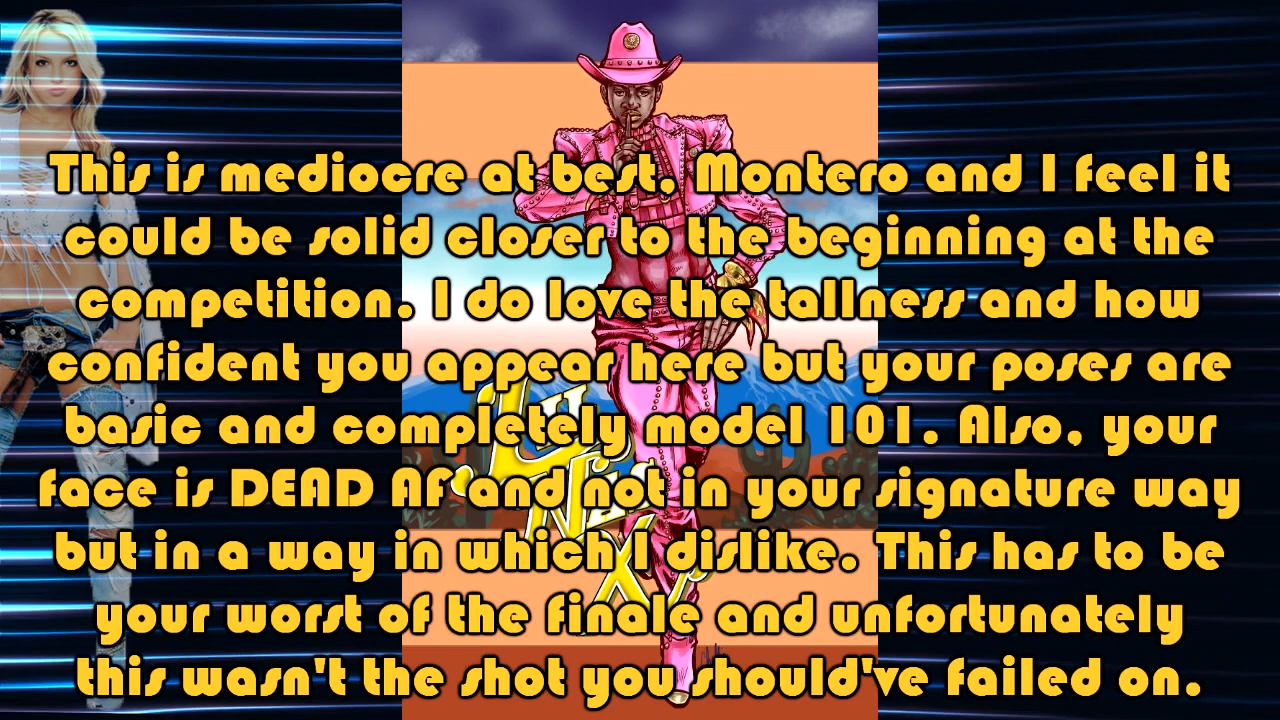 This is mediocre at best, Montero and I feel it
could be solid closer to the beginning at the
competition. I do love the tallness and how
confident you appear here but your poses are
basic and completely model 101. Also, your
face is DEAD AF and not in your signature way
but in a way in which I dislike. This has to be
your worst of the finale and unfortunately
this wasn't the shot you should've failed on.
Lil
Nas
X